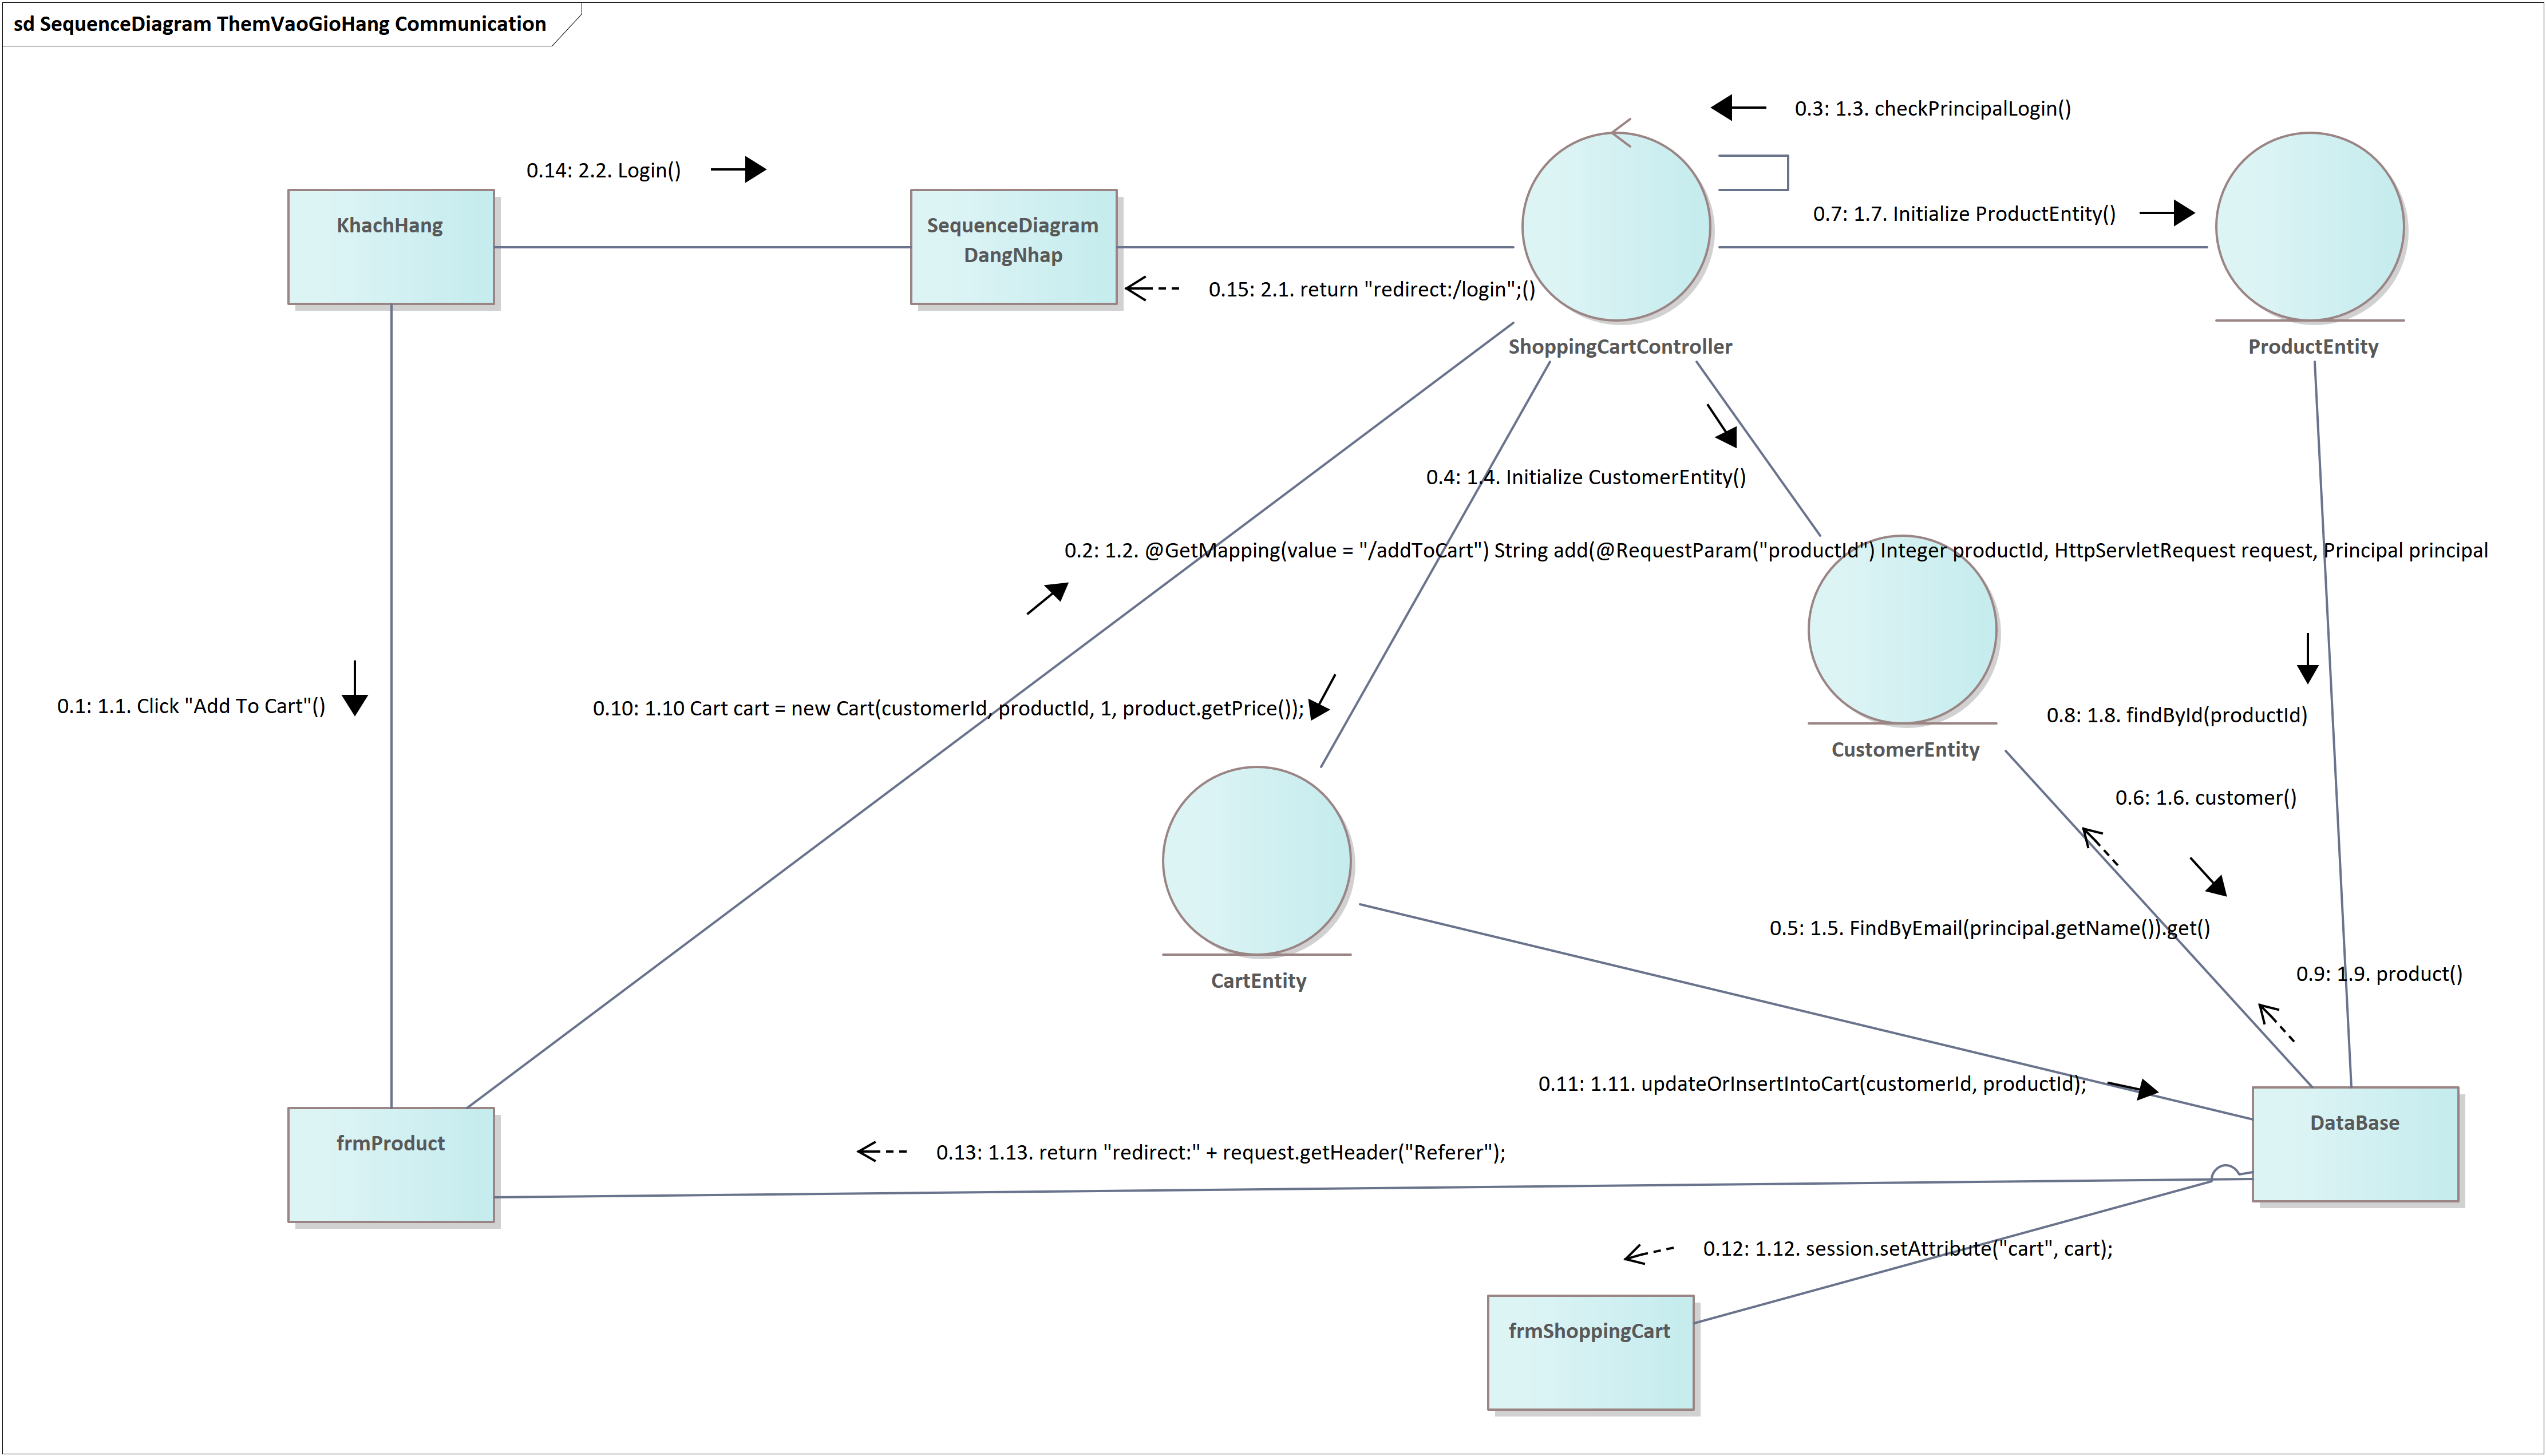 sd SequenceDiagram ThemVaoGioHang Communication
0.3: 1.3. checkPrincipalLogin()
0.14: 2.2. Login()
KhachHang
SequenceDiagram
DangNhap
0.7: 1.7. Initialize ProductEntity()
0.15: 2.1. return "redirect:/login";()
ShoppingCartController
ProductEntity
0.4: 1.4. Initialize CustomerEntity()
0.2: 1.2. @GetMapping(value = "/addToCart") String add(@RequestParam("productId") Integer productId, HttpServletRequest request, Principal principal
0.1: 1.1. Click "Add To Cart"()
0.10: 1.10 Cart cart = new Cart(customerId, productId, 1, product.getPrice());
0.8: 1.8. findById(productId)
CustomerEntity
0.6: 1.6. customer()
0.5: 1.5. FindByEmail(principal.getName()).get()
0.9: 1.9. product()
CartEntity
0.11: 1.11. updateOrInsertIntoCart(customerId, productId);
DataBase
frmProduct
0.13: 1.13. return "redirect:" + request.getHeader("Referer");
0.12: 1.12. session.setAttribute("cart", cart);
frmShoppingCart